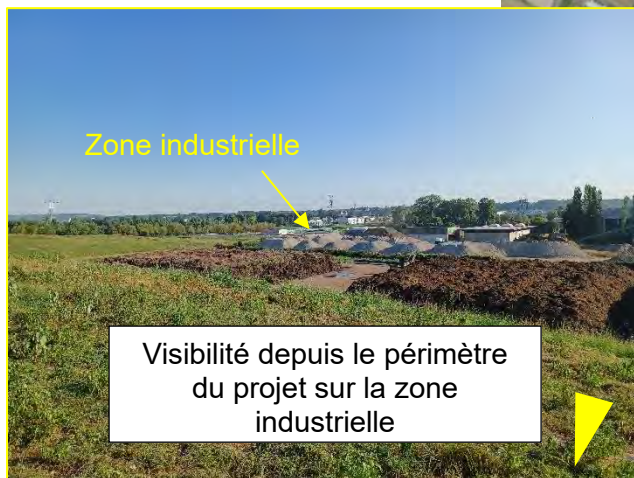 Zone industrielle
Visibilité depuis le périmètre
du projet sur la zone
industrielle